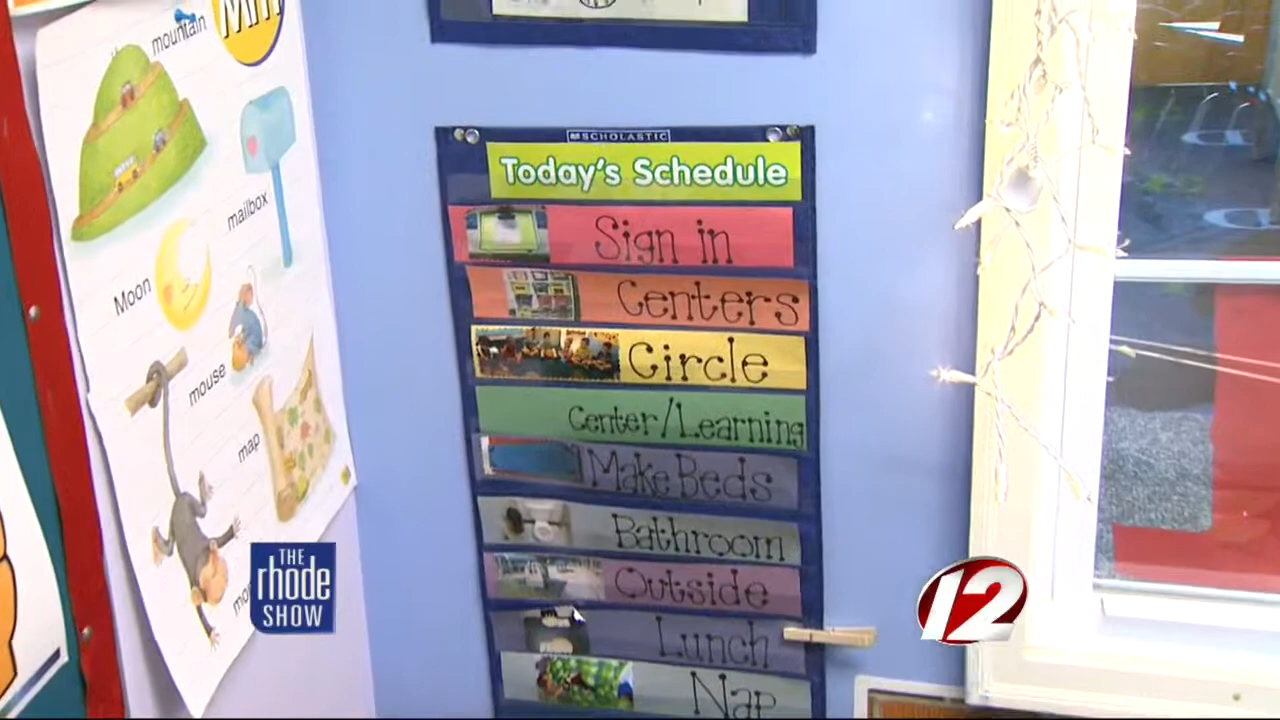 Mm
mountain
mailbox
Moon
mouse
map
SCHOLASTIC
Today's Schedule
Sign in
Centers
Circle
Center/Learning
Make Beds
Bathroom
Outside
Lunch
Nap
THE
rhode
SHOW
12